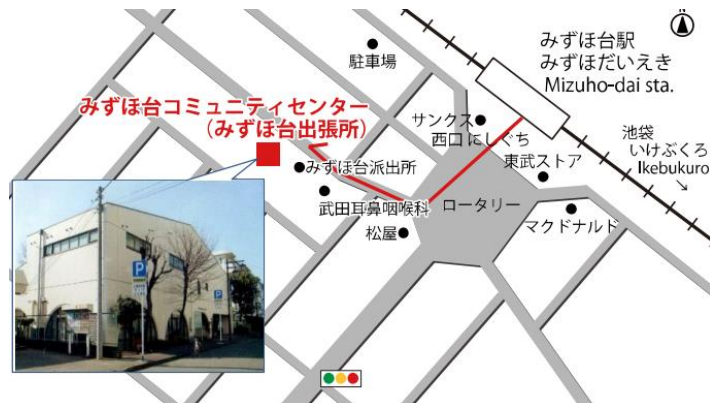 N
みずほ台駅
みずほだいえき
Mizuho-dai sta.
駐車場
みずほ台コミュニティセンター
（みずほ台出張所）
サンクス
西口 にしぐち
池袋
いけぶくろ
Ikebukuro
東武ストア
みずほ台派出所
武田耳鼻咽喉科
ロータリー
マクドナルド
松屋
P
P